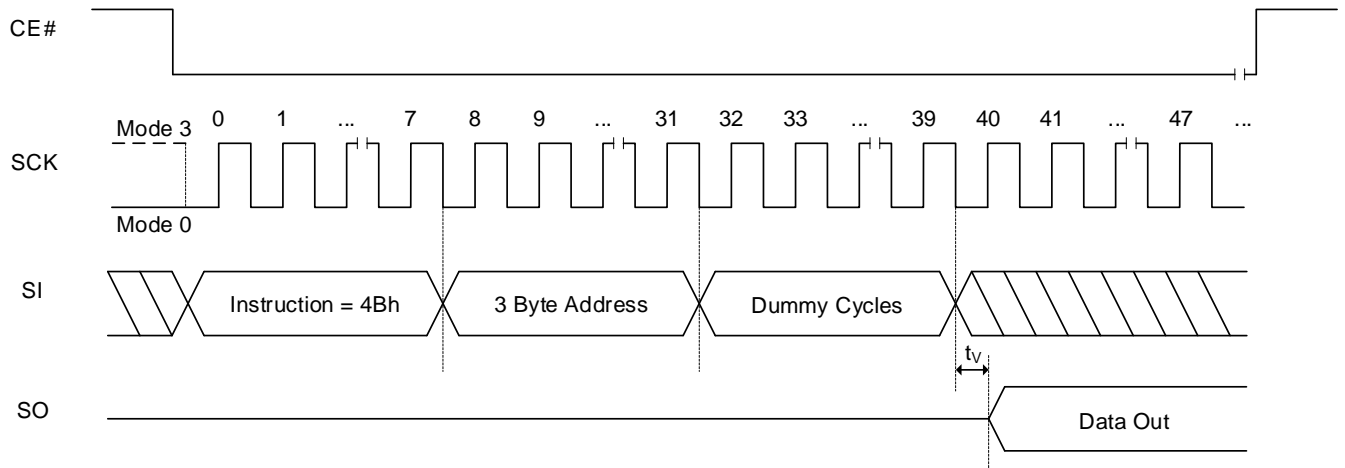 CE#
0 1 ... 7 8 9 ... 31 32 33 ... 39 40 41 ... 47 ...
Mode 3
SCK
Mode 0
SI
Instruction = 4Bh
3 Byte Address
Dummy Cycles
tV
SO
Data Out